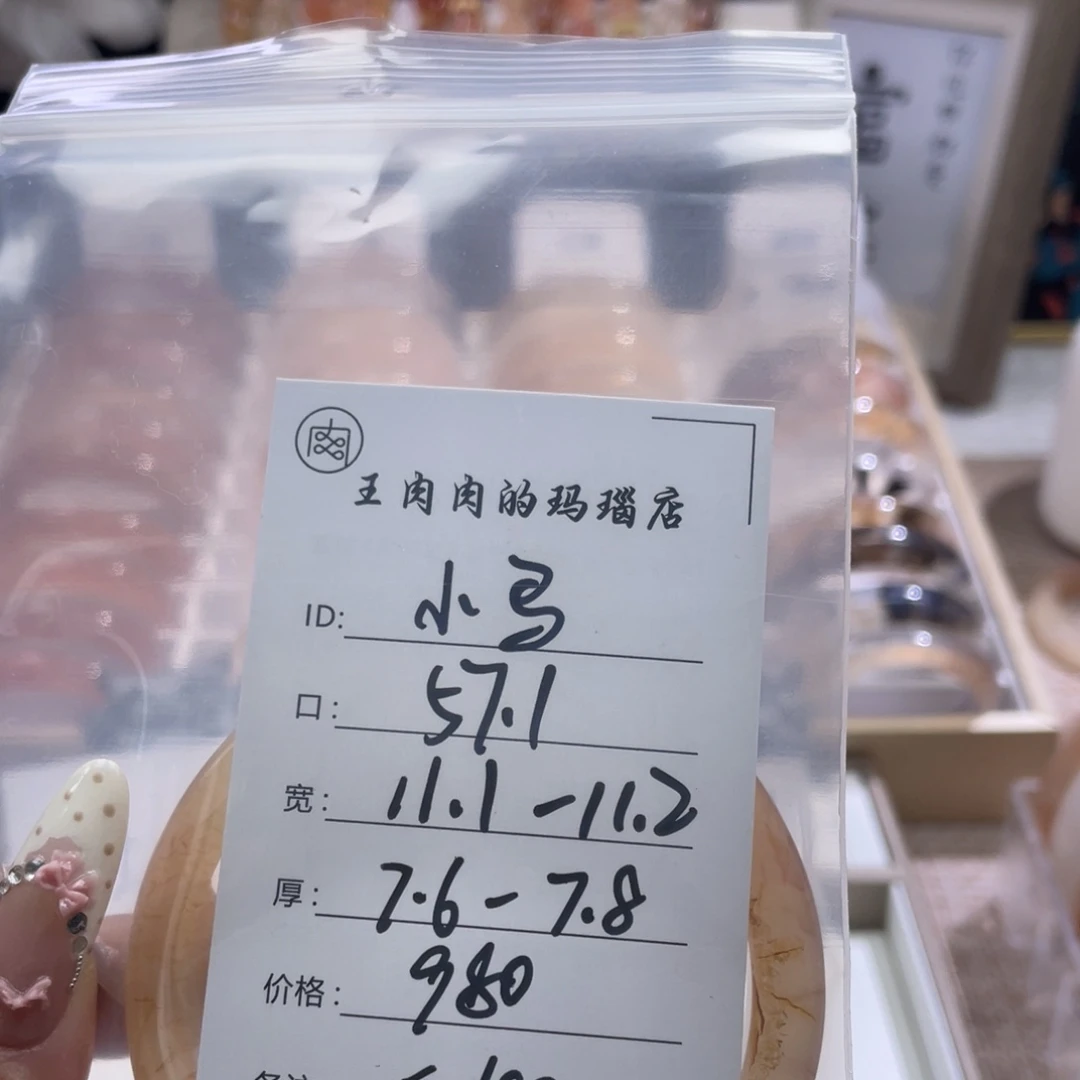 王肉肉的玛瑙店
ID: 小马
口: 57.1
宽: 11.1-11.2
厚: 7.6-7.8
价格: 980